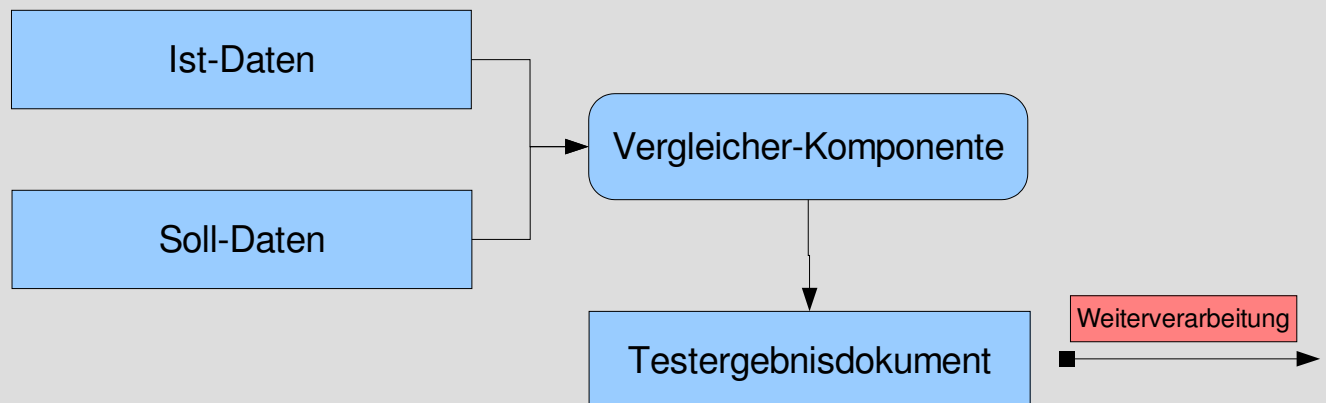 Ist-Daten
Vergleicher-Komponente
Soll-Daten
Weiterverarbeitung
Testergebnisdokument